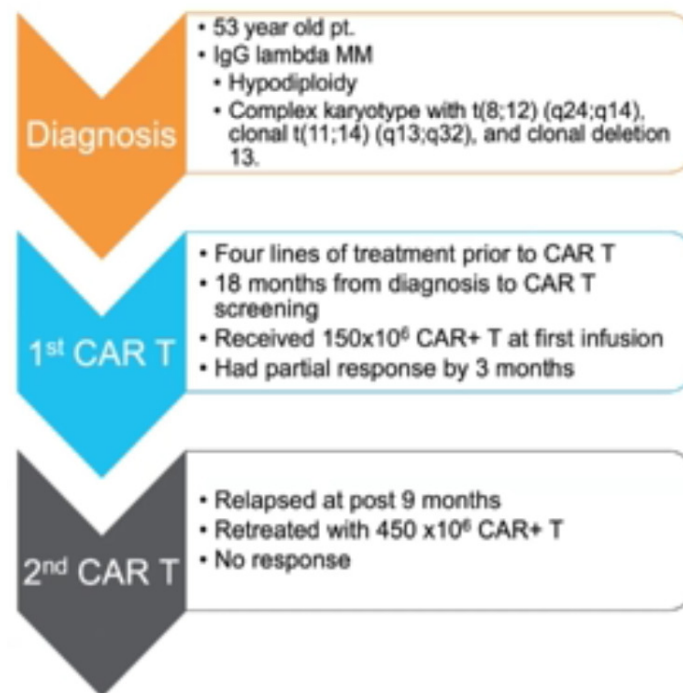 Diagnosis
• 53 year old pt.
• IgG lambda MM
• Hypodiploidy
• Complex karyotype with t(8;12) (q24;q14),
clonal t(11;14) (q13;q32), and clonal deletion
13.
1st CAR T
• Four lines of treatment prior to CAR T
• 18 months from diagnosis to CAR T
screening
• Received 150x10⁶ CAR+ T at first infusion
• Had partial response by 3 months
2nd CAR T
• Relapsed at post 9 months
• Retreated with 450 x10⁶ CAR+ T
• No response